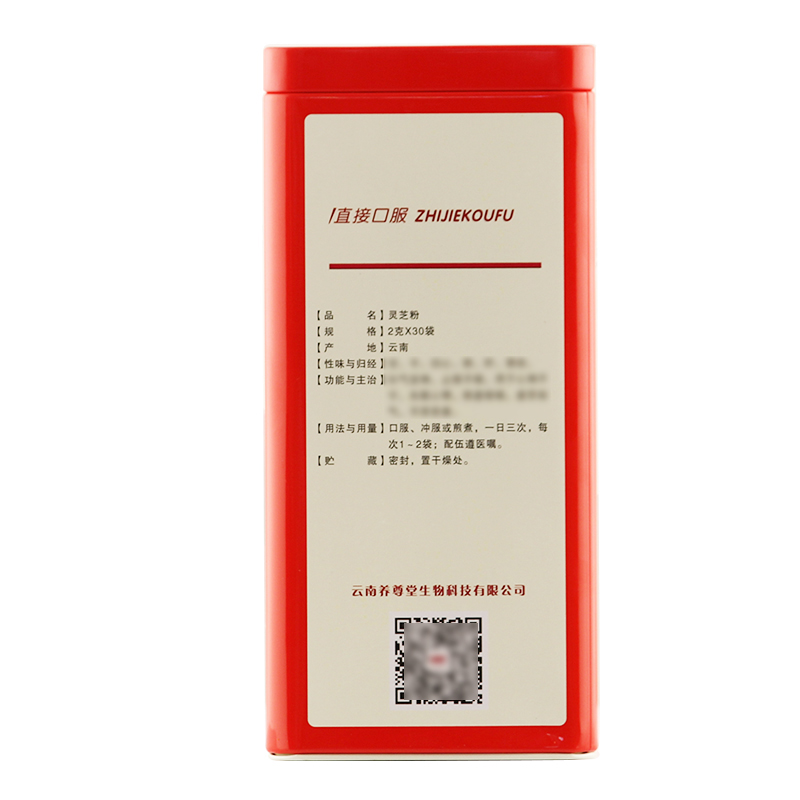 直接口服 ZHIJIEKOUFU
【品 名】灵芝粉
【规 格】2克X30袋
【产 地】云南
【性味与归经】
【功能与主治】
【用法与用量】口服、冲服或煎煮，一日三次，每
次1-2袋；配伍遵医嘱。
【贮 藏】密封，置干燥处。
云南养尊堂生物科技有限公司